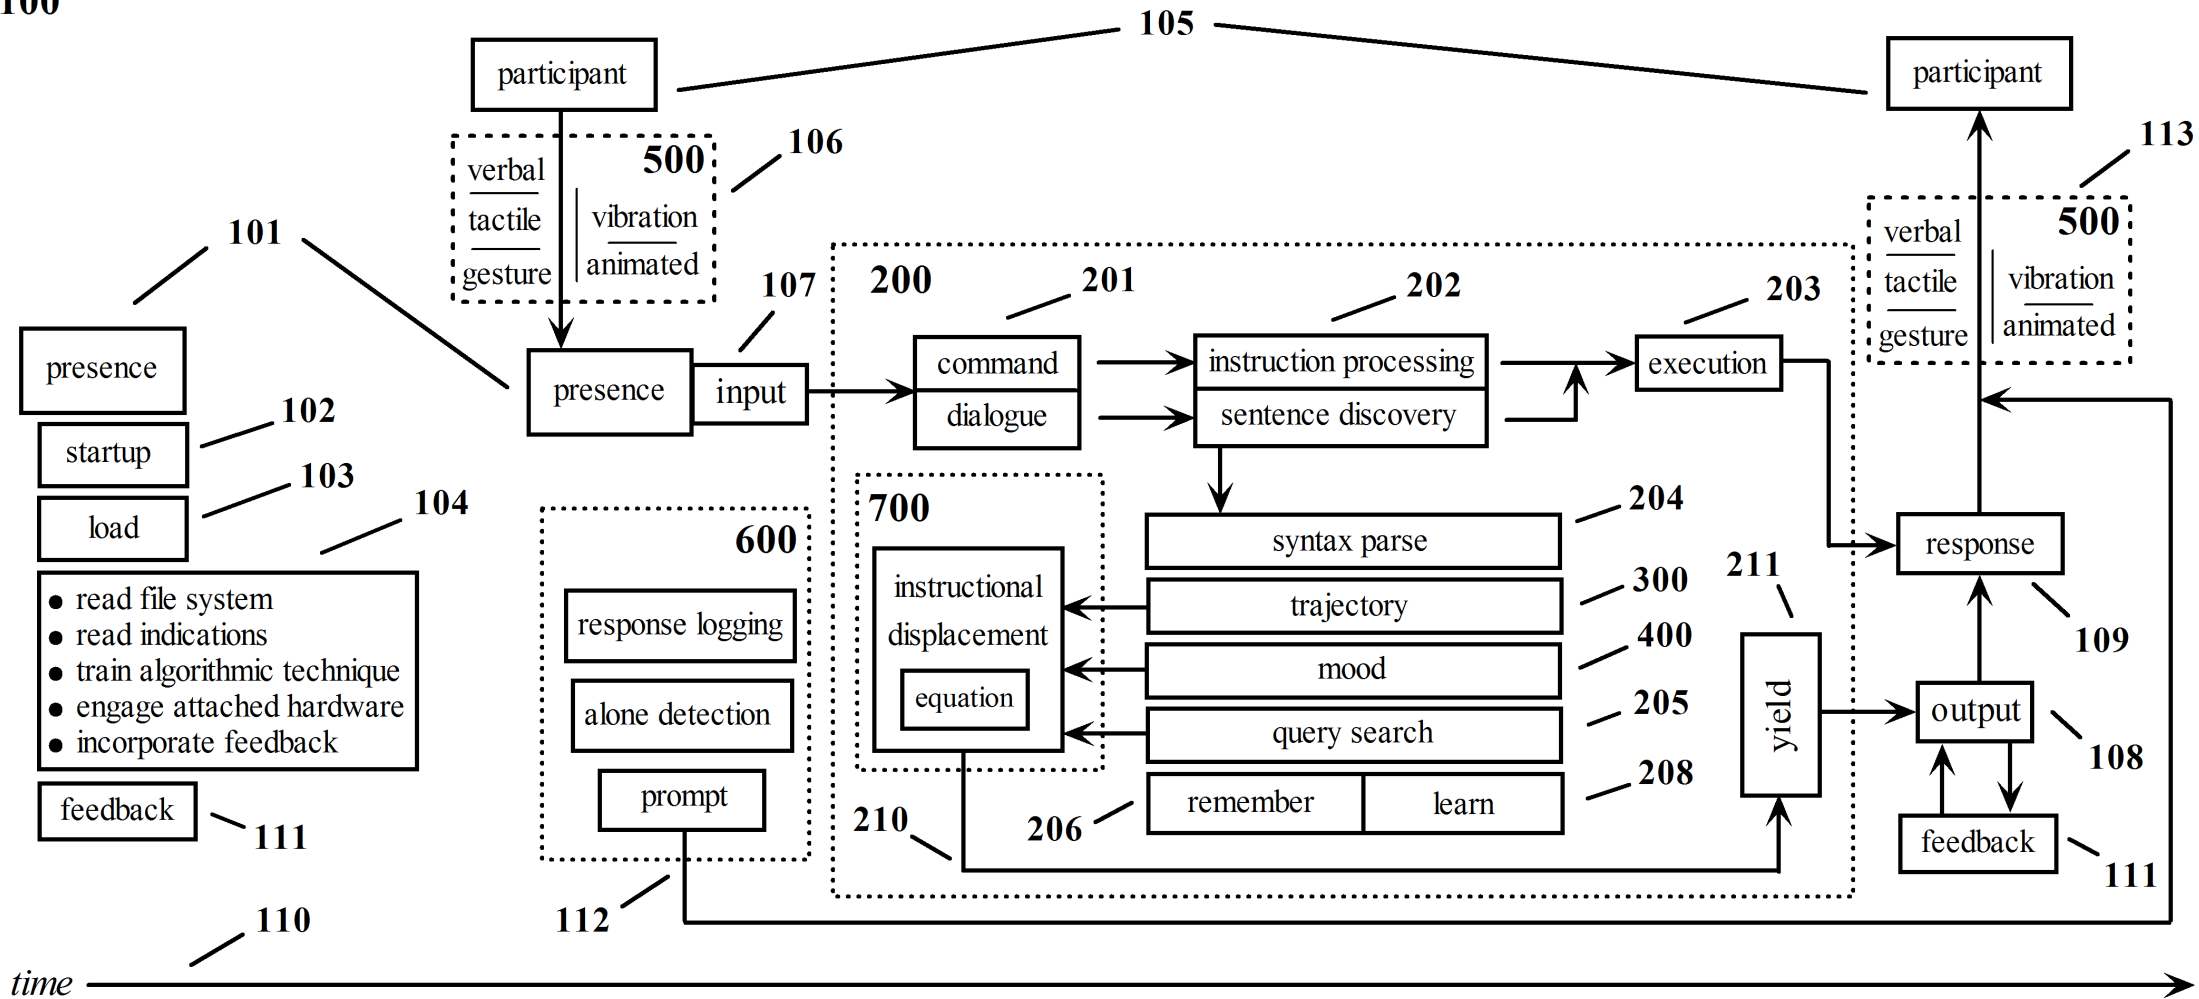 100
105
participant
participant
106
113
verbal
500
tactile
vibration
gesture
animated
verbal
500
tactile
vibration
gesture
animated
101
107
200
201
202
203
presence
presence
input
command
dialogue
instruction processing
sentence discovery
execution
startup
102
load
103
104
• read file system
• read indications
• train algorithmic technique
• engage attached hardware
• incorporate feedback
feedback
111
600
response logging
alone detection
prompt
112
700
instructional
displacement
equation
210
syntax parse
204
trajectory
300
mood
400
query search
205
remember
learn
206
208
211
yield
response
109
output
108
feedback
111
110
time